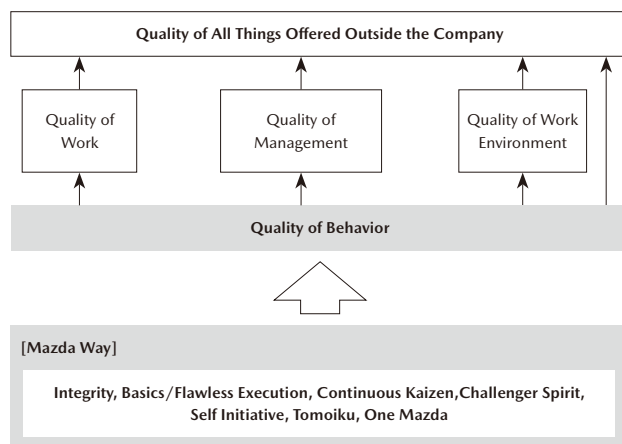 Quality of All Things Offered Outside the Company
Quality of
Work
Quality of
Management
Quality of Work
Environment
Quality of Behavior
[Mazda Way]
Integrity, Basics/Flawless Execution, Continuous Kaizen,Challenger Spirit,
Self Initiative, Tomoiku, One Mazda